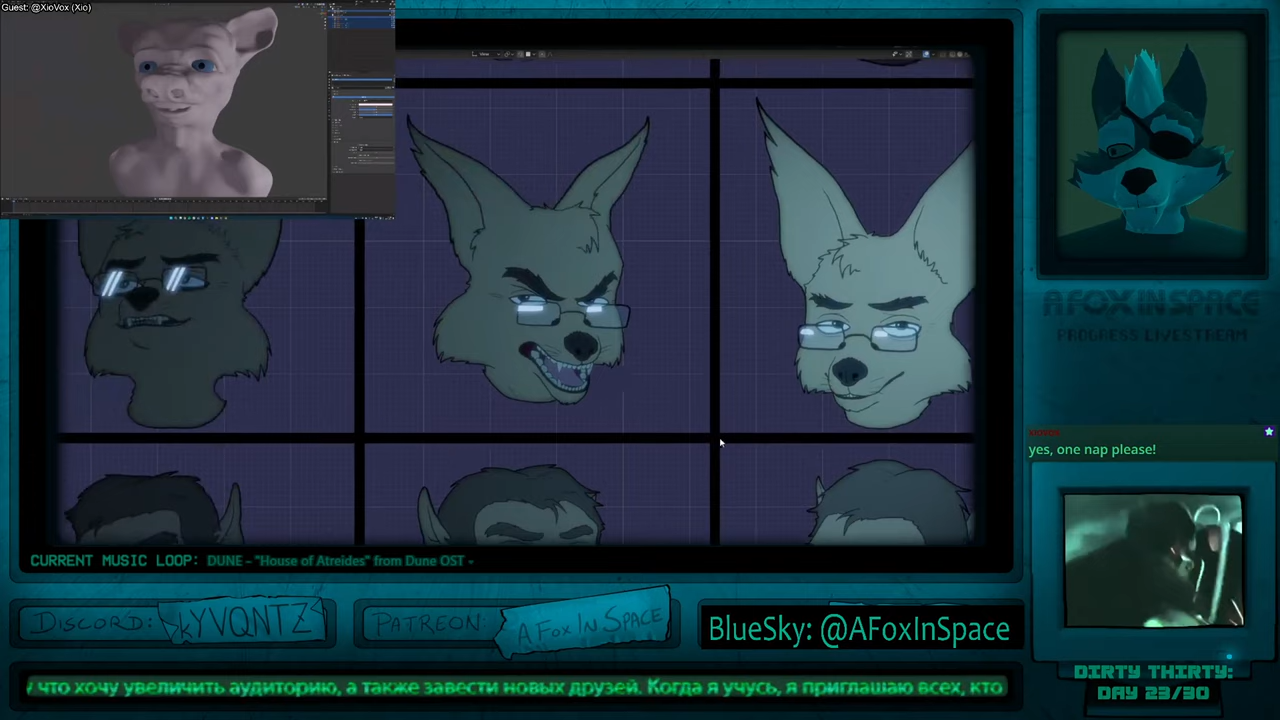 Guest: @XioVox (Xio)
View
A FOX IN SPACE
PROGRESS LIVESTREAM
yes, one nap please!
CURRENT MUSIC LOOP: DUNE - "House of Atreides" from Dune OST -
DISCORD: kYVQNTZ
PATREON: A FOX IN SPACE
BlueSky: @AFoxInSpace
что хочу увеличить аудиторию, а также завести новых друзей. Когда я учусь, я приглашаю всех, кто
DIRTY THIRTY:
DAY 23/30